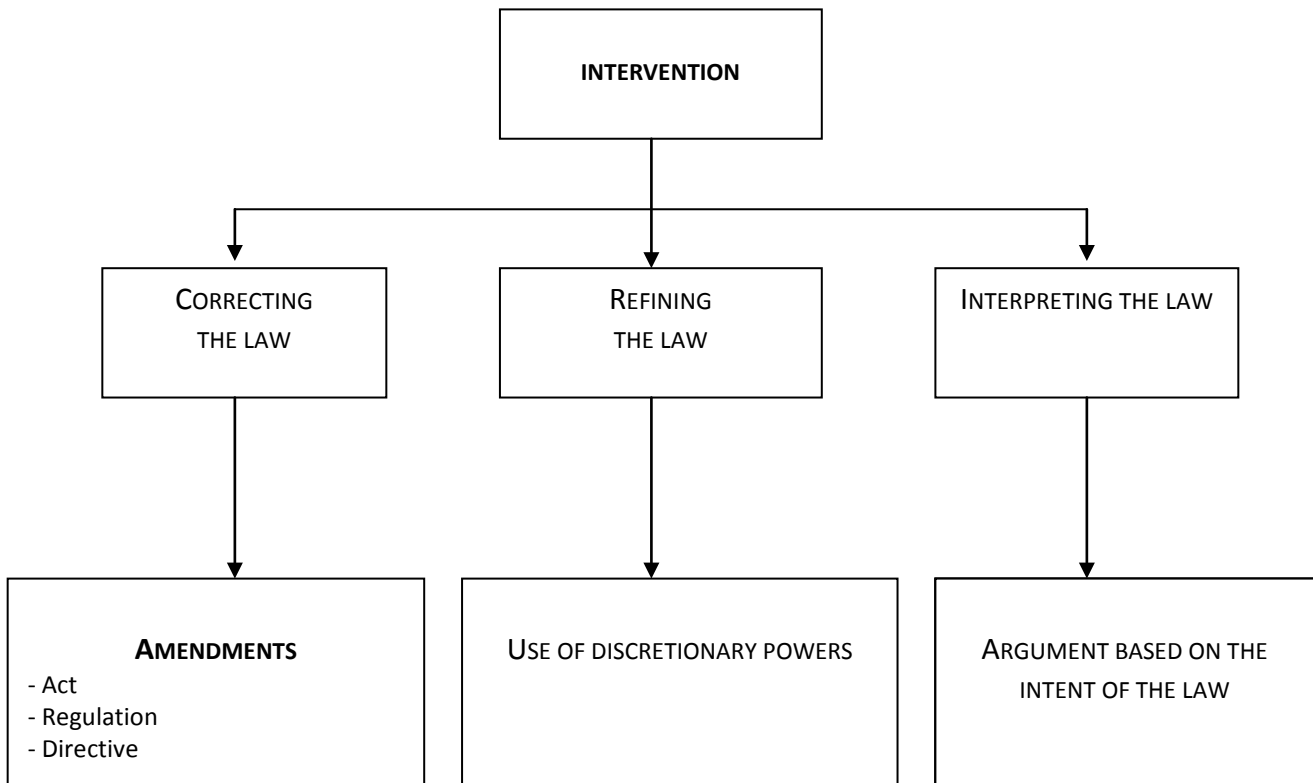 INTERVENTION
CORRECTING
THE LAW
REFINING
THE LAW
INTERPRETING THE LAW
AMENDMENTS
- Act
- Regulation
- Directive
USE OF DISCRETIONARY POWERS
ARGUMENT BASED ON THE
INTENT OF THE LAW